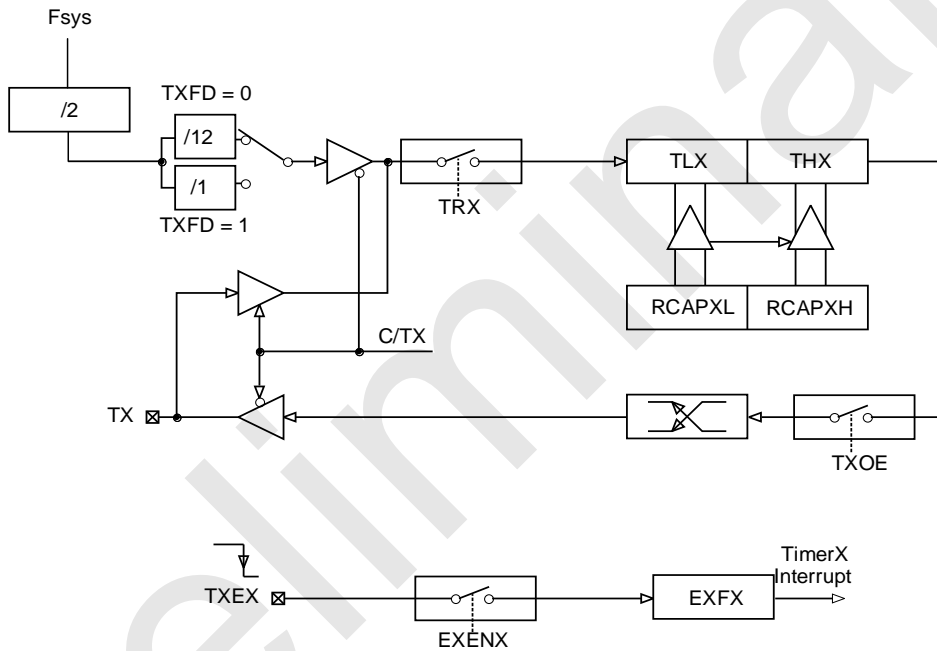 Fsys
/2
TXFD = 0
/12
/1
TXFD = 1
TRX
TLX
THX
RCAPXL
RCAPXH
C/TX
TX
TXOE
TXEX
EXENX
EXFX
TimerX
Interrupt